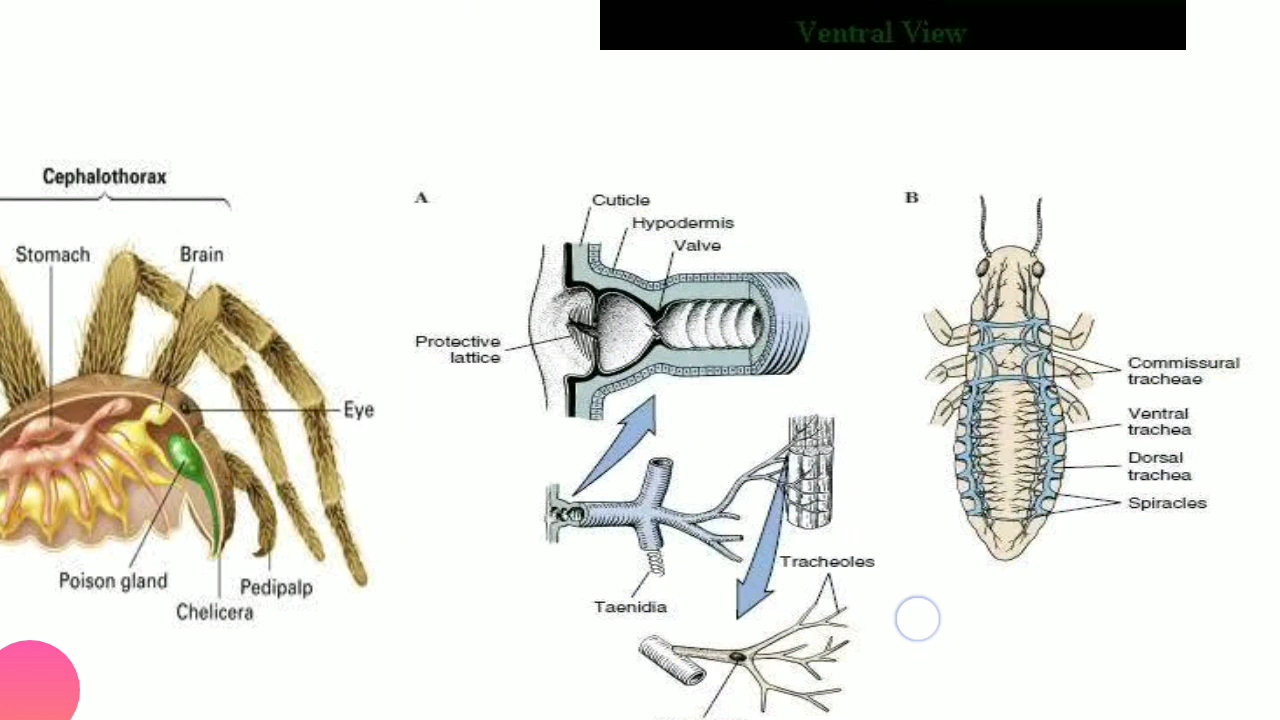 Ventral View
Cephalothorax
Stomach
Brain
Eye
Poison gland
Pedipalp
Chelicera
A
Cuticle
Hypodermis
Valve
Protective
lattice
Tracheoles
Taenidia
B
Commissural
tracheae
Ventral
trachea
Dorsal
trachea
Spiracles